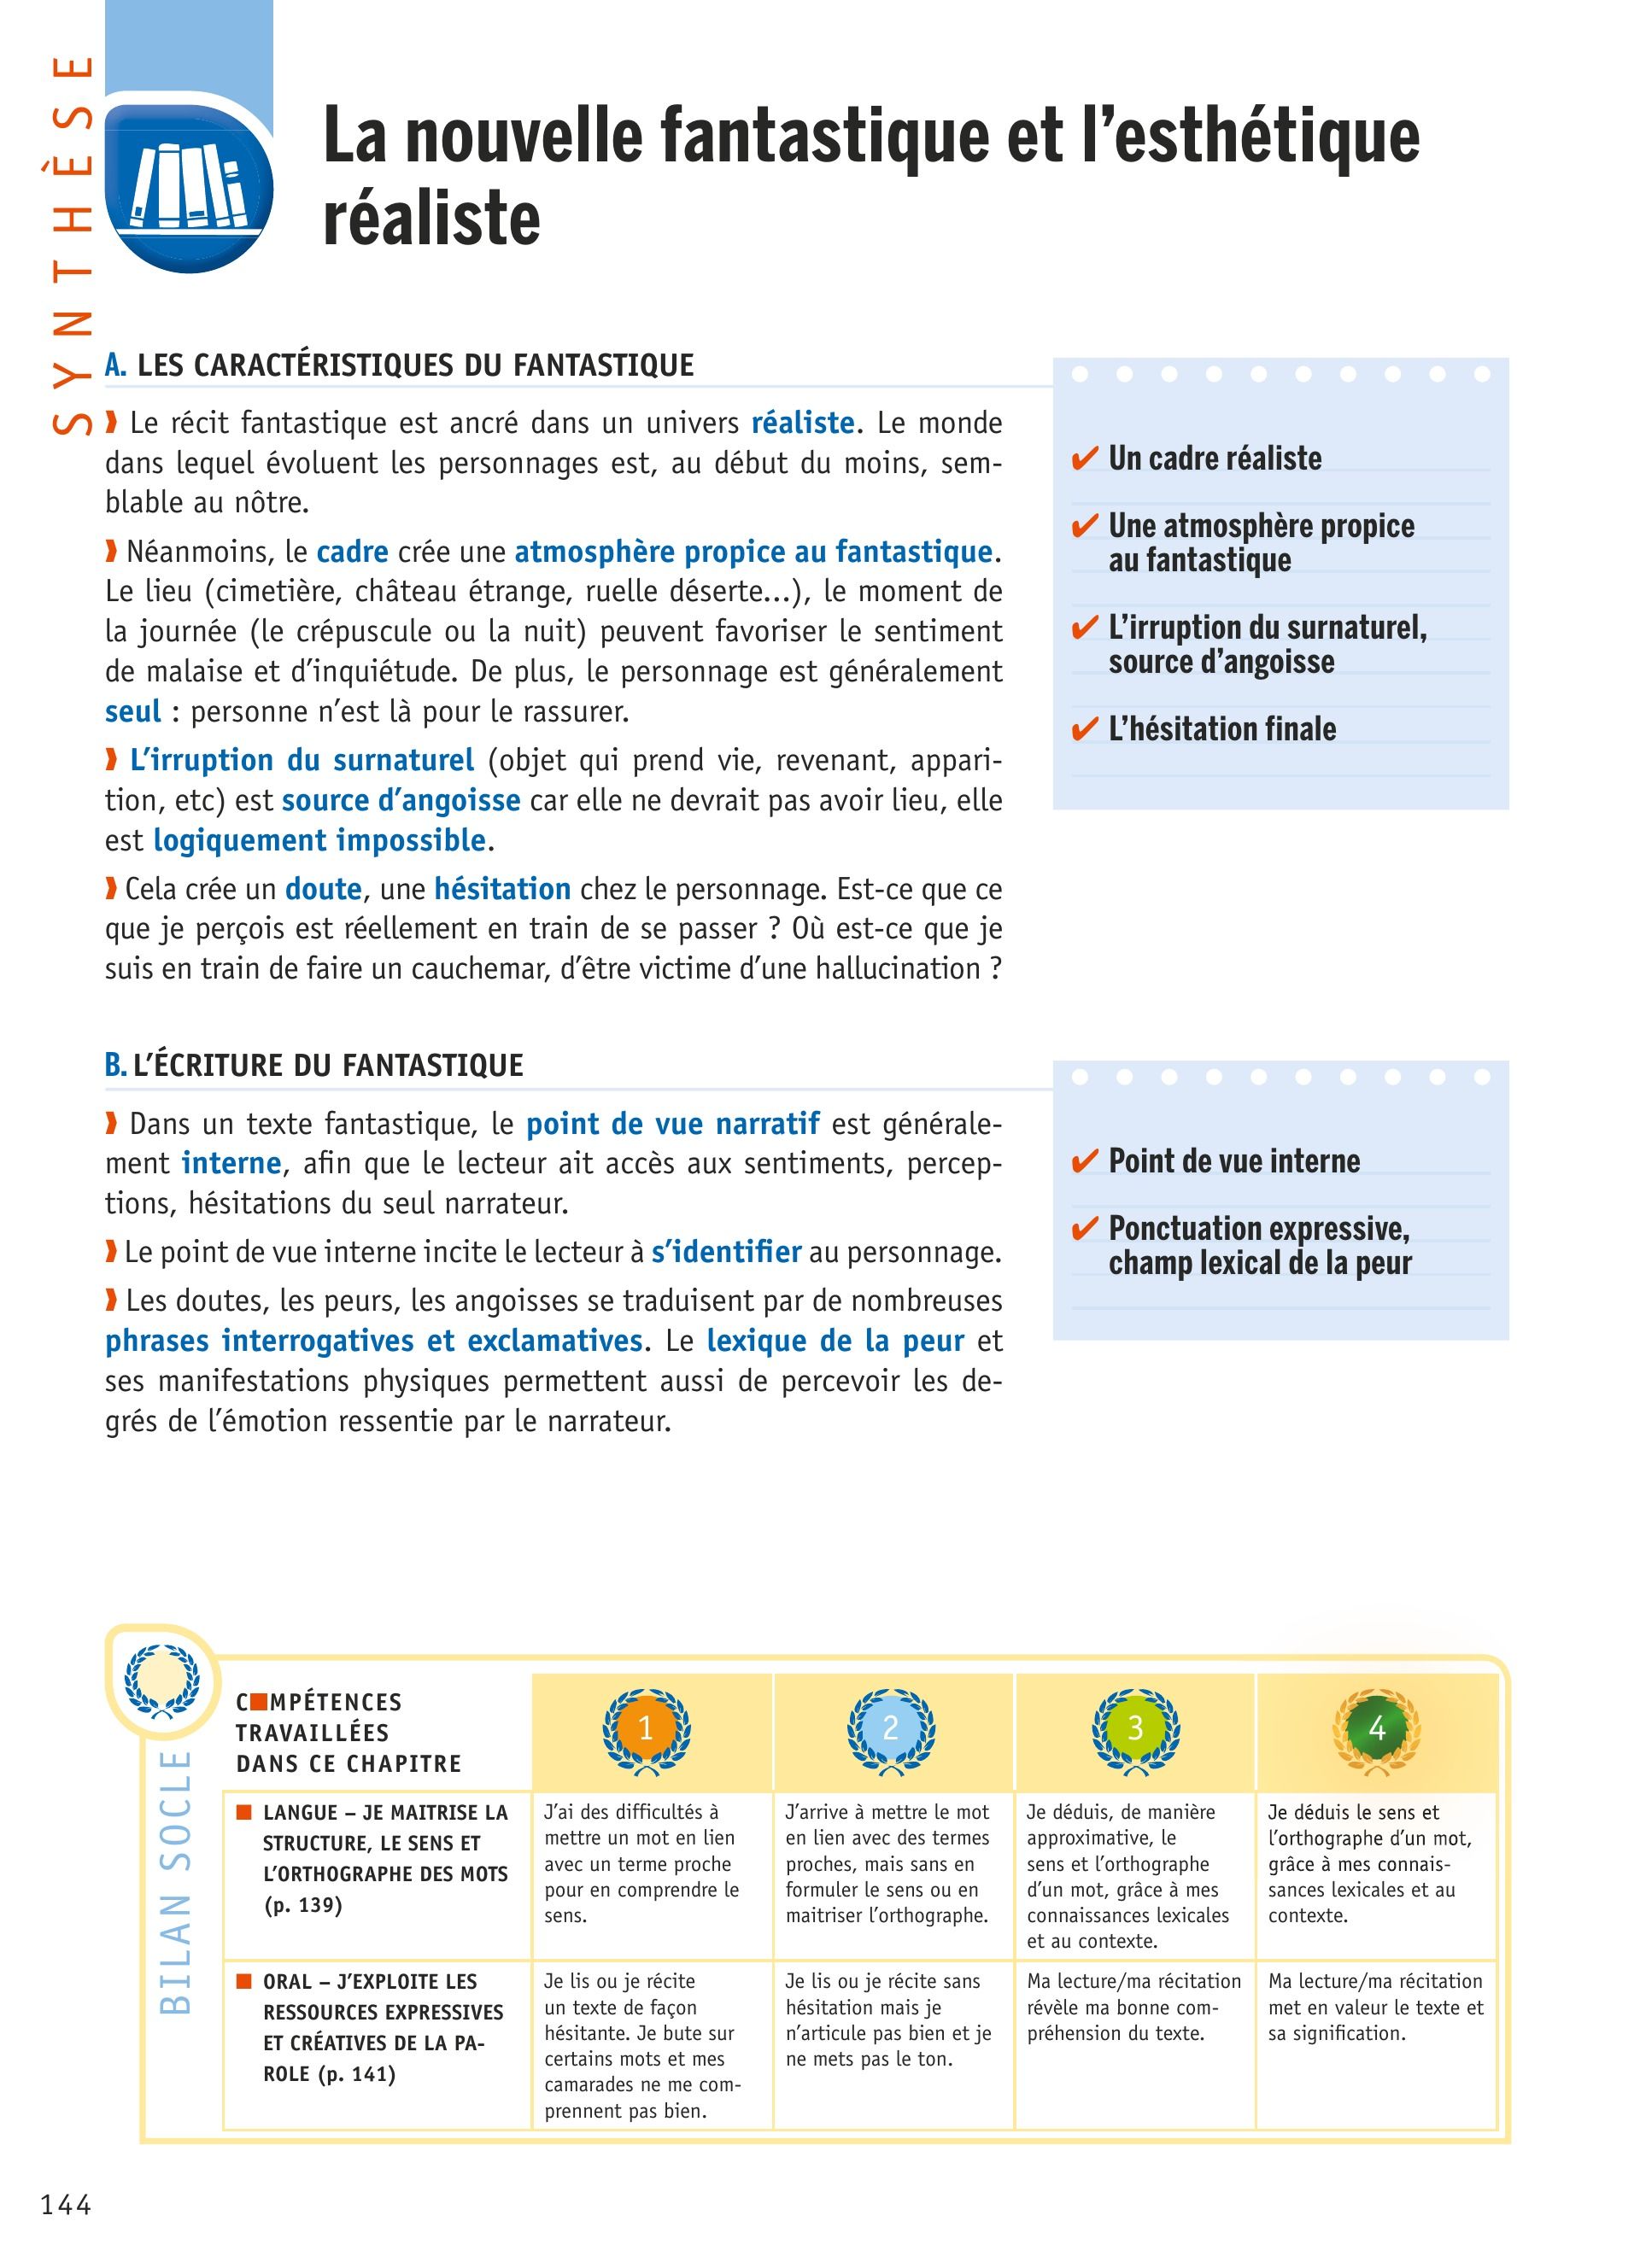 SYNTHÈSE
La nouvelle fantastique et l’esthétique
réaliste
A. LES CARACTÉRISTIQUES DU FANTASTIQUE
❱ Le récit fantastique est ancré dans un univers réaliste. Le monde
dans lequel évoluent les personnages est, au début du moins, sem-
blable au nôtre.
❱ Néanmoins, le cadre crée une atmosphère propice au fantastique.
Le lieu (cimetière, château étrange, ruelle déserte...), le moment de
la journée (le crépuscule ou la nuit) peuvent favoriser le sentiment
de malaise et d’inquiétude. De plus, le personnage est généralement
seul : personne n’est là pour le rassurer.
❱ L’irruption du surnaturel (objet qui prend vie, revenant, appari-
tion, etc) est source d’angoisse car elle ne devrait pas avoir lieu, elle
est logiquement impossible.
❱ Cela crée un doute, une hésitation chez le personnage. Est-ce que ce
que je perçois est réellement en train de se passer ? Où est-ce que je
suis en train de faire un cauchemar, d’être victime d’une hallucination ?
✔ Un cadre réaliste
✔ Une atmosphère propice
au fantastique
✔ L’irruption du surnaturel,
source d’angoisse
✔ L’hésitation finale
B. L’ÉCRITURE DU FANTASTIQUE
❱ Dans un texte fantastique, le point de vue narratif est générale-
ment interne, afin que le lecteur ait accès aux sentiments, percep-
tions, hésitations du seul narrateur.
❱ Le point de vue interne incite le lecteur à s’identifier au personnage.
❱ Les doutes, les peurs, les angoisses se traduisent par de nombreuses
phrases interrogatives et exclamatives. Le lexique de la peur et
ses manifestations physiques permettent aussi de percevoir les de-
grés de l’émotion ressentie par le narrateur.
✔ Point de vue interne
✔ Ponctuation expressive,
champ lexical de la peur
BILAN SOCLE
C■MPÉTENCES
TRAVAILLÉES
DANS CE CHAPITRE
1
2
3
4
■ LANGUE – JE MAITRISE LA
STRUCTURE, LE SENS ET
L’ORTHOGRAPHE DES MOTS
(p. 139)
J’ai des difficultés à
mettre un mot en lien
avec un terme proche
pour en comprendre le
sens.
J’arrive à mettre le mot
en lien avec des termes
proches, mais sans en
formuler le sens ou en
maitriser l’orthographe.
Je déduis, de manière
approximative, le
sens et l’orthographe
d’un mot, grâce à mes
connaissances lexicales
et au contexte.
Je déduis le sens et
l’orthographe d’un mot,
grâce à mes connais-
sances lexicales et au
contexte.
■ ORAL – J’EXPLOITE LES
RESSOURCES EXPRESSIVES
ET CRÉATIVES DE LA PA-
ROLE (p. 141)
Je lis ou je récite
un texte de façon
hésitante. Je bute sur
certains mots et mes
camarades ne me com-
prennent pas bien.
Je lis ou je récite sans
hésitation mais je
n’articule pas bien et je
ne mets pas le ton.
Ma lecture/ma récitation
révèle ma bonne com-
préhension du texte.
Ma lecture/ma récitation
met en valeur le texte et
sa signification.
144